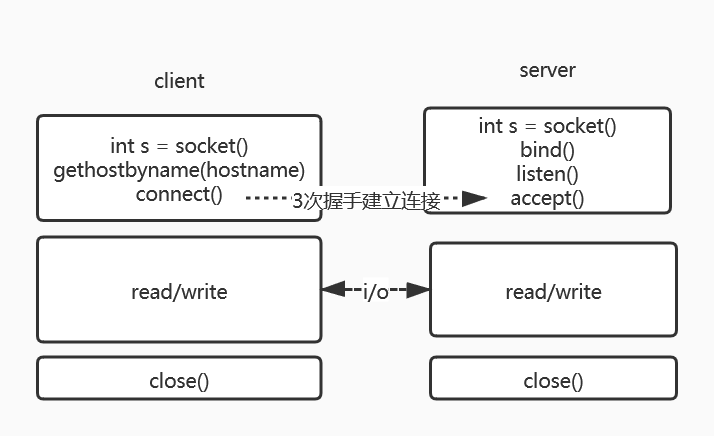 client
int s = socket()
gethostbyname(hostname)
connect()
server
int s = socket()
bind()
listen()
accept()
3次握手建立连接
read/write
i/o
read/write
close()
close()